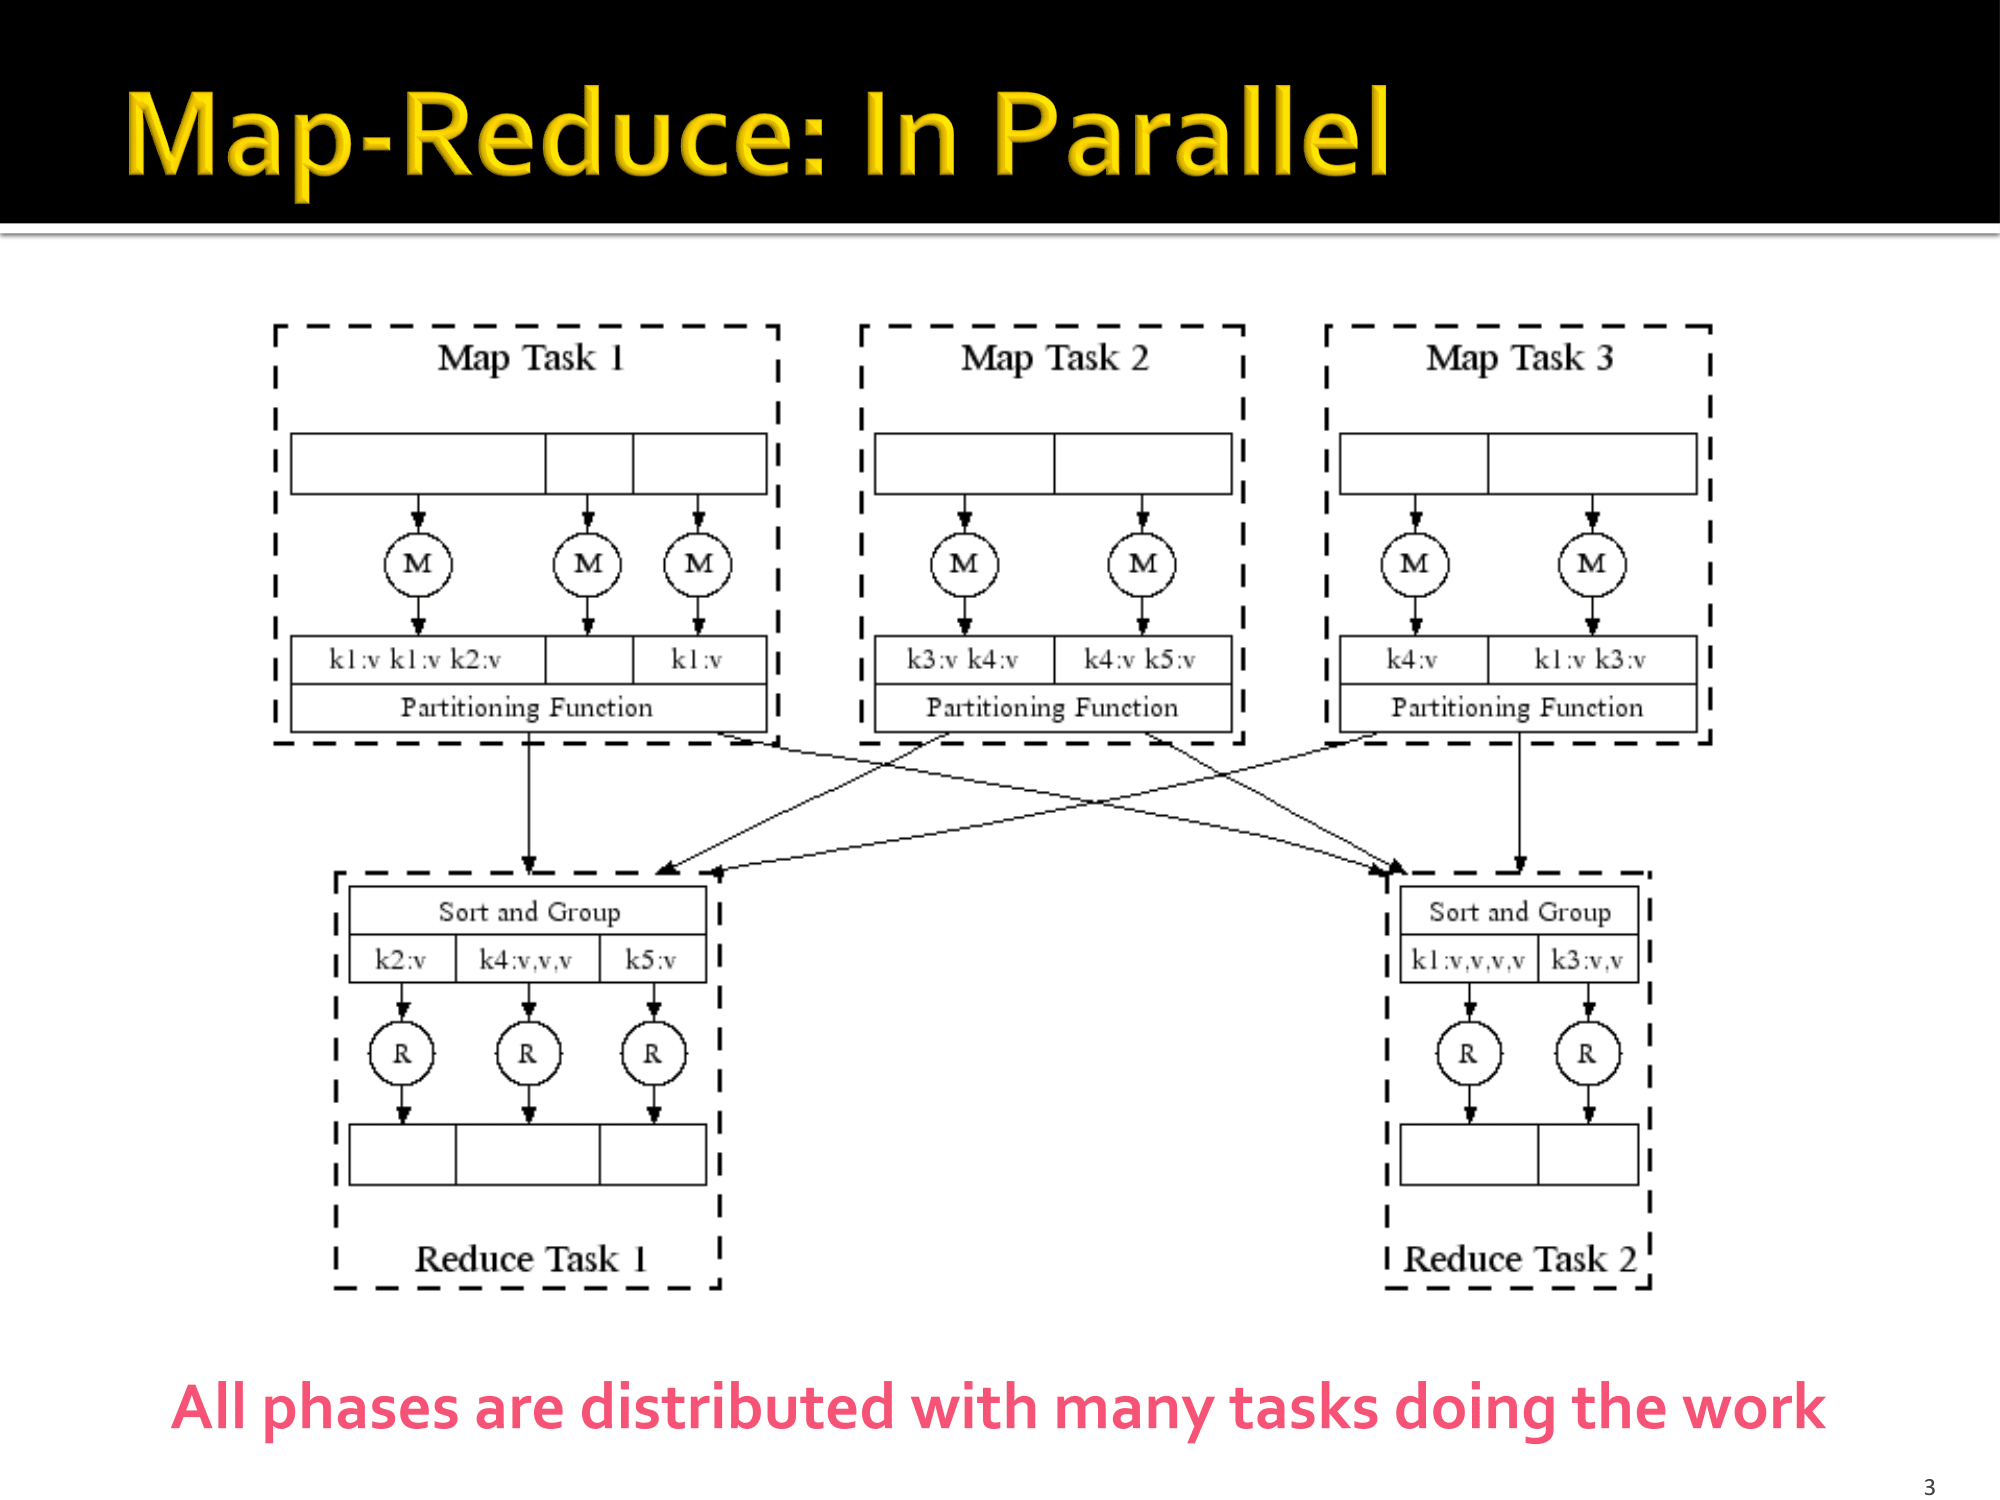 Map-Reduce: In Parallel
Map Task 1
Map Task 2
Map Task 3
M
M
M
M
M
M
M
k1:v k1:v k2:v
k1:v
k3:v k4:v
k4:v k5:v
k4:v
k1:v k3:v
Partitioning Function
Partitioning Function
Partitioning Function
Sort and Group
Sort and Group
k2:v
k4:v,v,v
k5:v
k1:v,v,v,v
k3:v,v
R
R
R
R
R
Reduce Task 1
Reduce Task 2
All phases are distributed with many tasks doing the work
3